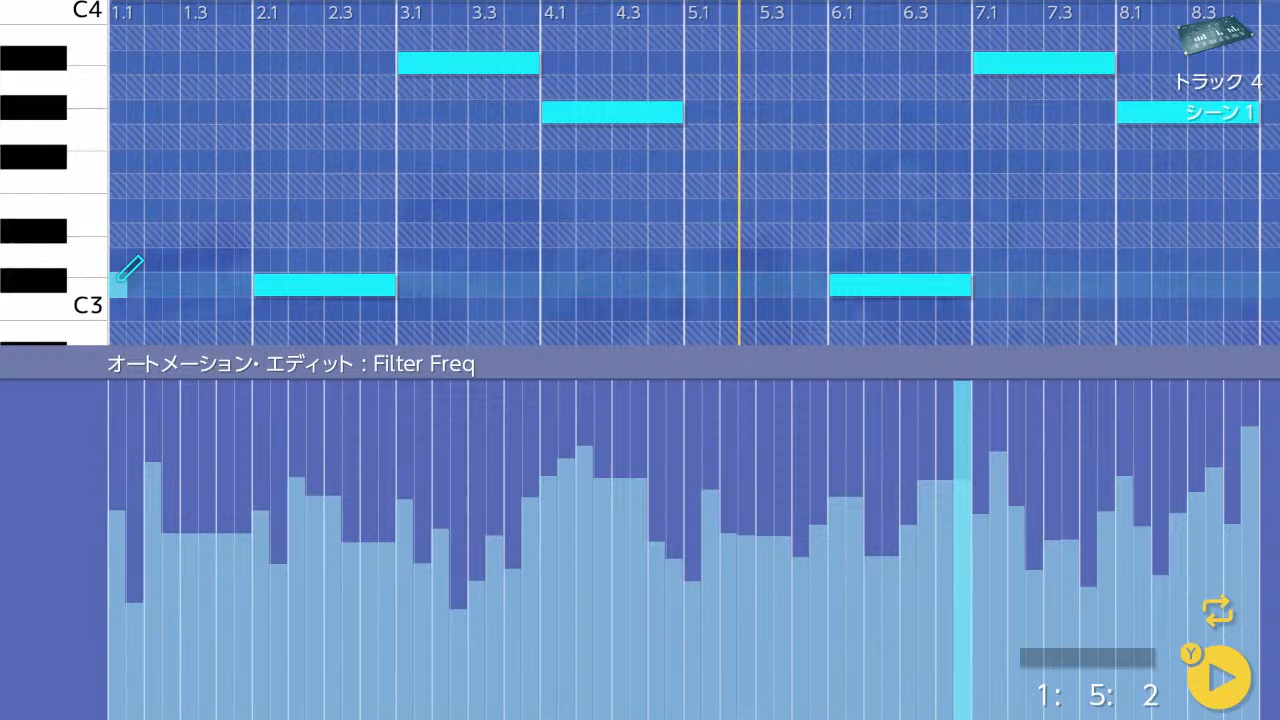 C4 1.1 1.3 2.1 2.3 3.1 3.3 4.1 4.3 5.1 5.3 6.1 6.3 7.1 7.3 8.1 8.3
トラック 4
シーン 1
C3
オートメーション・エディット : Filter Freq
Y
1: 5: 2